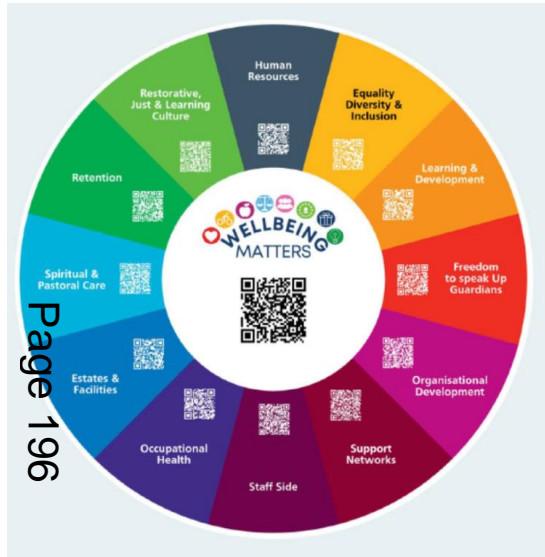 Human
Resources
Equality
Diversity &
Inclusion
Learning &
Development
Freedom
to speak Up
Guardians
Organisational
Development
Support
Networks
Staff Side
Occupational
Health
Estates &
Facilities
Spiritual &
Pastoral Care
Retention
Restorative,
Just & Learning
Culture
WELLBEING
MATTERS
Page 196